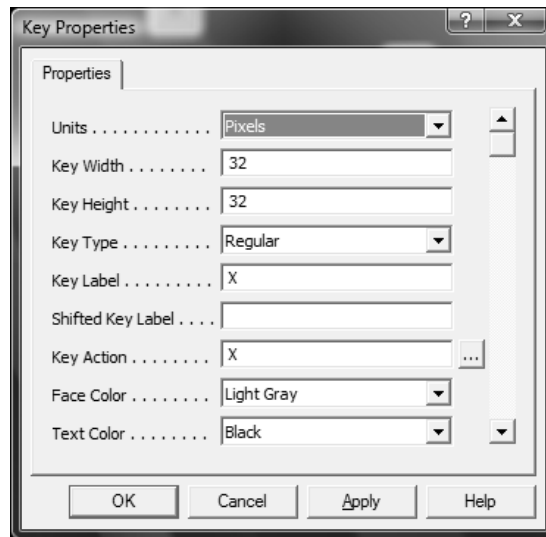 Key Properties ? X
Properties
Units . . . . . . . . . . . . Pixels
Key Width . . . . . . . . 32
Key Height . . . . . . . . 32
Key Type . . . . . . . . . Regular
Key Label . . . . . . . . . X
Shifted Key Label . . . .
Key Action . . . . . . . . X ...
Face Color . . . . . . . . Light Gray
Text Color . . . . . . . . Black
OK Cancel Apply Help